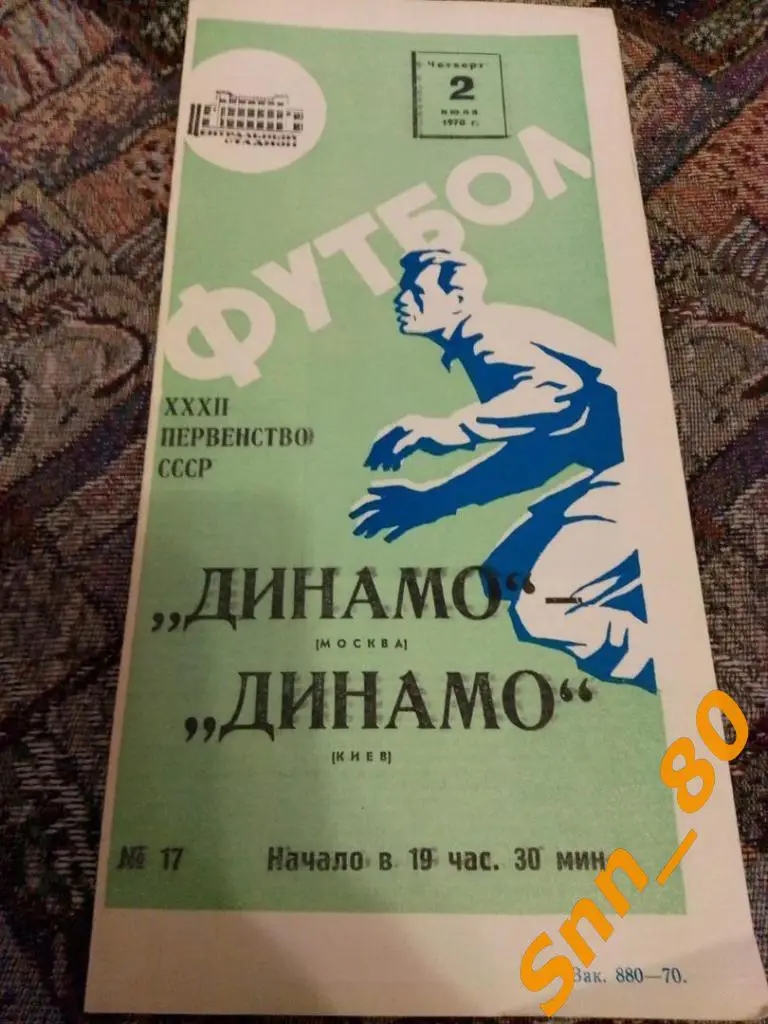 Четверг
2
июля
1970 г.
ЦЕНТРАЛЬНЫЙ
СТАДИОН
ФУТБОЛ
XXXII
ПЕРВЕНСТВО
СССР
„ДИНАМО“ —
(МОСКВА)
„ДИНАМО“
(КИЕВ)
№ 17 Начало в 19 час. 30 мин
Зак. 880—70.
Snn_80